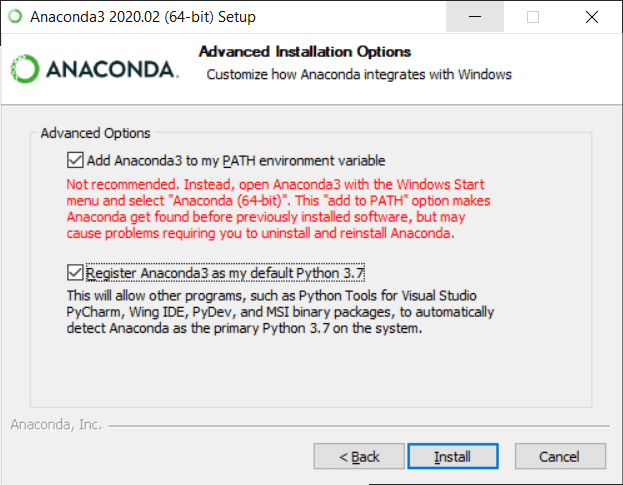 Anaconda3 2020.02 (64-bit) Setup
ANACONDA.
Advanced Installation Options
Customize how Anaconda integrates with Windows
Advanced Options
Add Anaconda3 to my PATH environment variable
Not recommended. Instead, open Anaconda3 with the Windows Start
menu and select "Anaconda (64-bit)". This "add to PATH" option makes
Anaconda get found before previously installed software, but may
cause problems requiring you to uninstall and reinstall Anaconda.
Register Anaconda3 as my default Python 3.7
This will allow other programs, such as Python Tools for Visual Studio
PyCharm, Wing IDE, PyDev, and MSI binary packages, to automatically
detect Anaconda as the primary Python 3.7 on the system.
Anaconda, Inc.
< Back
Install
Cancel